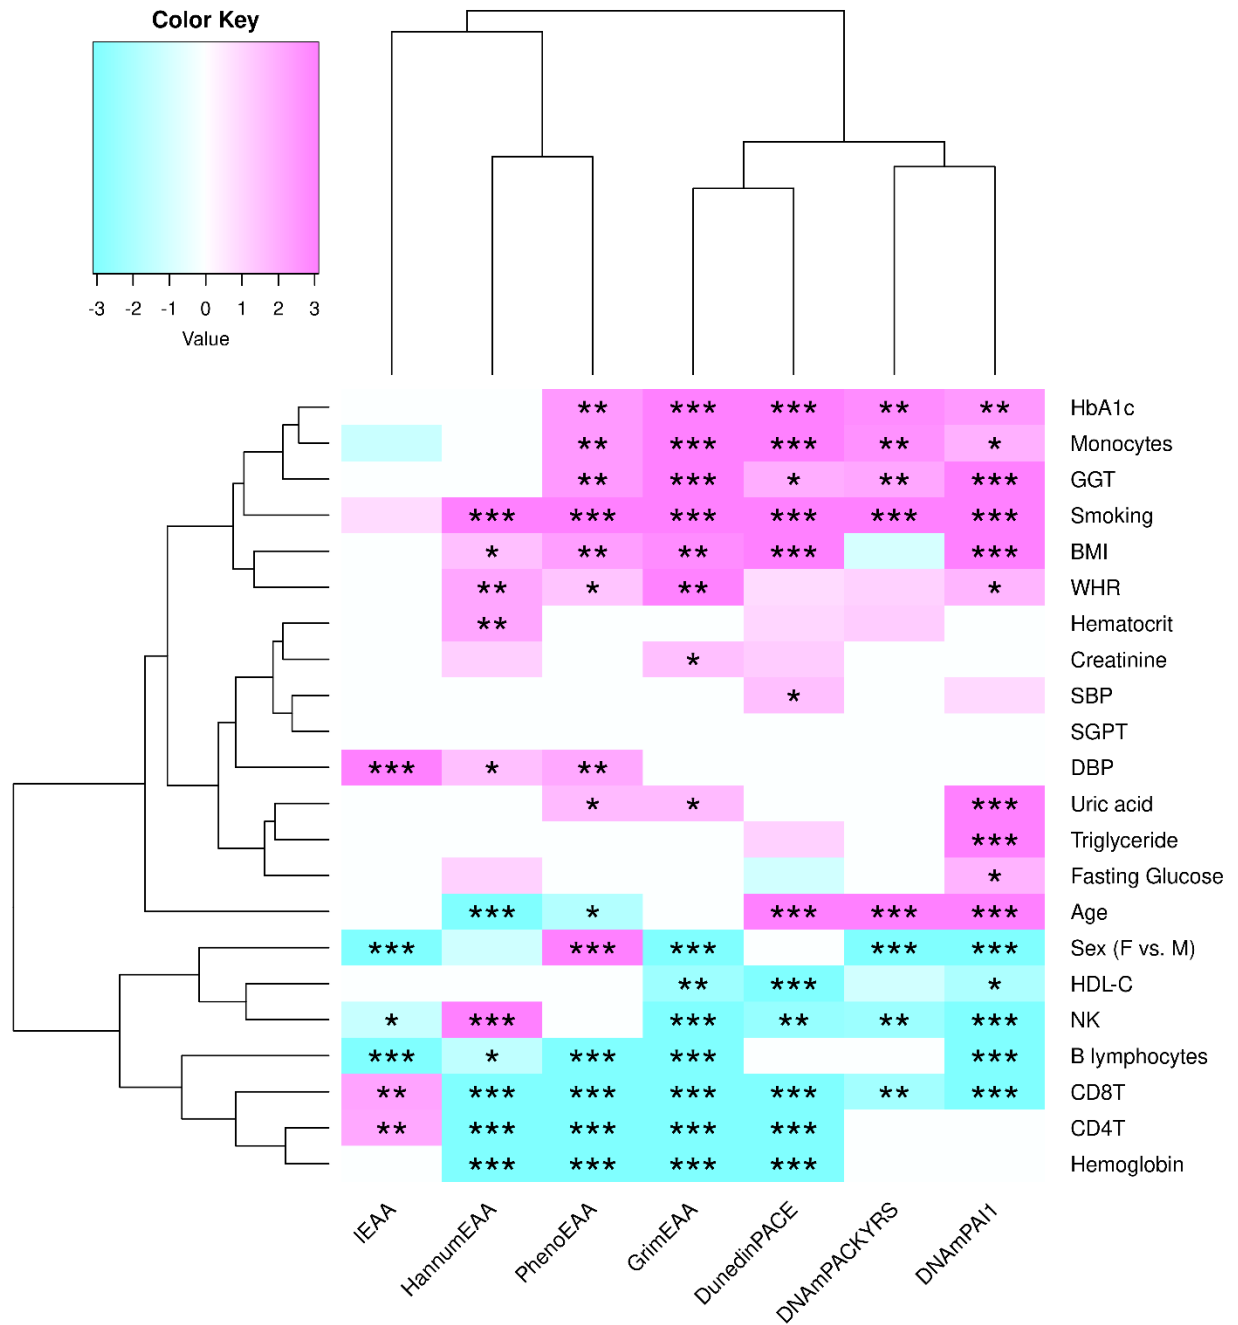 Color Key
-3 -2 -1 0 1 2 3
Value
** *** *** ** ** HbA1c
** *** *** ** * Monocytes
** *** * ** *** GGT
*** *** *** *** *** *** Smoking
* ** ** *** *** BMI
** * ** * WHR
** Hematocrit
* Creatinine
* SBP
SGPT
*** * ** DBP
* * *** Uric acid
*** Triglyceride
* Fasting Glucose
*** * *** *** *** Age
*** *** *** *** *** Sex (F vs. M)
** *** * HDL-C
* *** *** ** ** *** NK
*** * *** *** *** B lymphocytes
** *** *** *** *** ** *** CD8T
** *** *** *** *** CD4T
*** *** *** *** Hemoglobin
IEAA HannumEAA PhenoEAA GrimEAA DunedinPACE DNAmPACKYRS DNAmPAI1